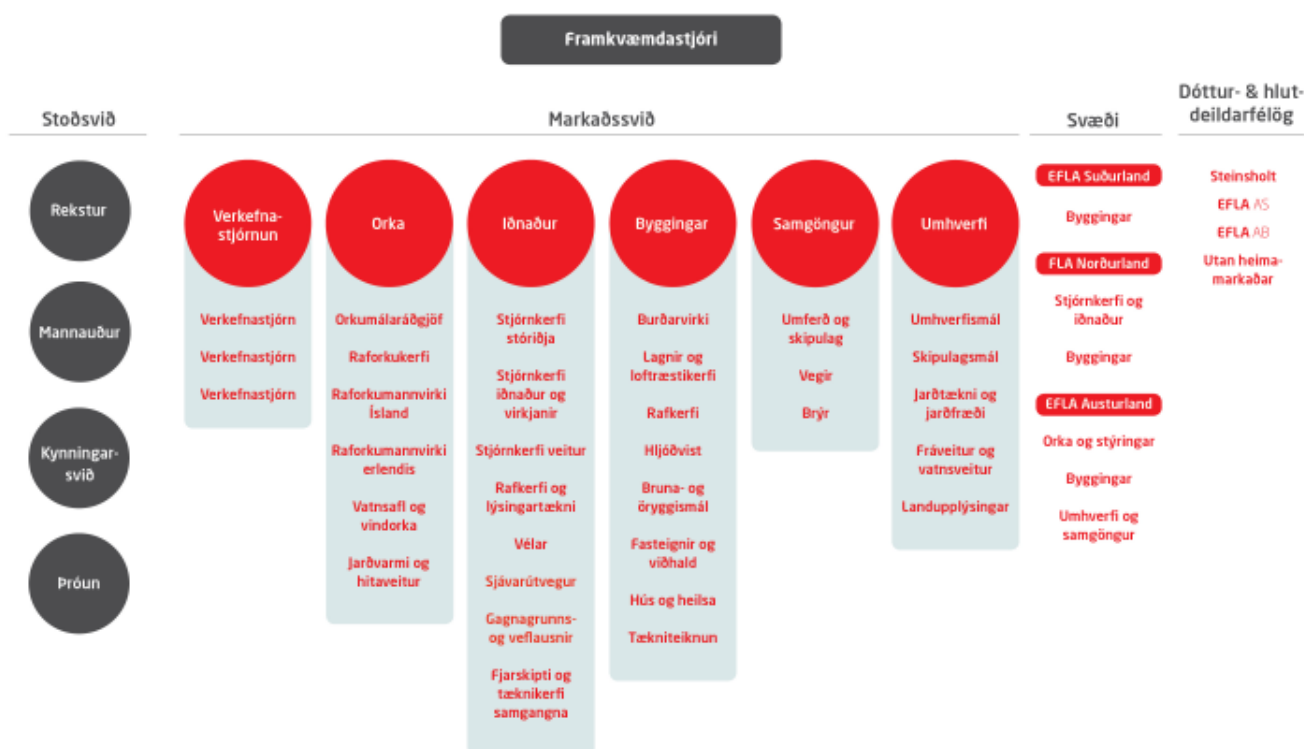 Framkvæmdastjóri
Stoðsvið
Rekstur
Mannauður
Kynningar-
svið
Þróun
Markaðssvið
Verkefna-
stjórnun
Verkefnastjórn
Verkefnastjórn
Verkefnastjórn
Orka
Orkumálaráðgjöf
Raforkukerfi
Raforkumannvirki
Ísland
Raforkumannvirki
erlendis
Vatnsafl og
vindorka
Jarðvarmi og
hitaveitur
Iðnaður
Stjórnkerfi
stóriðja
Stjórnkerfi
iðnaður og
virkjanir
Stjórnkerfi veitur
Rafkerfi og
lýsingartækni
Vélar
Sjávarútvegur
Gagnagrunns-
og veflausnir
Fjarskipti og
tæknikerfi
samgangna
Byggingar
Burðarvirki
Lagnir og
loftræstikerfi
Rafkerfi
Hljóðvist
Bruna- og
öryggismál
Fasteignir og
viðhald
Hús og heilsa
Tækniteiknun
Samgöngur
Umferð og
skipulag
Vegir
Brýr
Umhverfi
Umhverfismál
Skipulagsmál
Jarðtækni og
jarðfræði
Fráveitur og
vatnsveitur
Landupplýsingar
Svæði
EFLA Suðurland
Byggingar
FLA Norðurland
Stjórnkerfi og
iðnaður
Byggingar
EFLA Austurland
Orka og stýringar
Byggingar
Umhverfi og
samgöngur
Dóttur- & hlut-
deildarfélög
Steinsholt
EFLA AS
EFLA AB
Utan heima-
markaðar